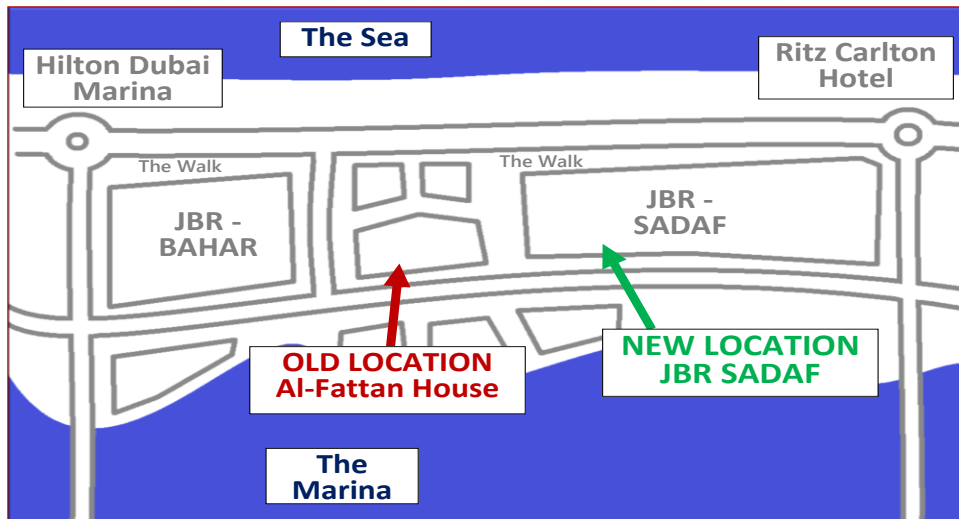 The Sea
Hilton Dubai
Marina
Ritz Carlton
Hotel
The Walk
The Walk
JBR -
BAHAR
JBR -
SADAF
OLD LOCATION
Al-Fattan House
NEW LOCATION
JBR SADAF
The
Marina